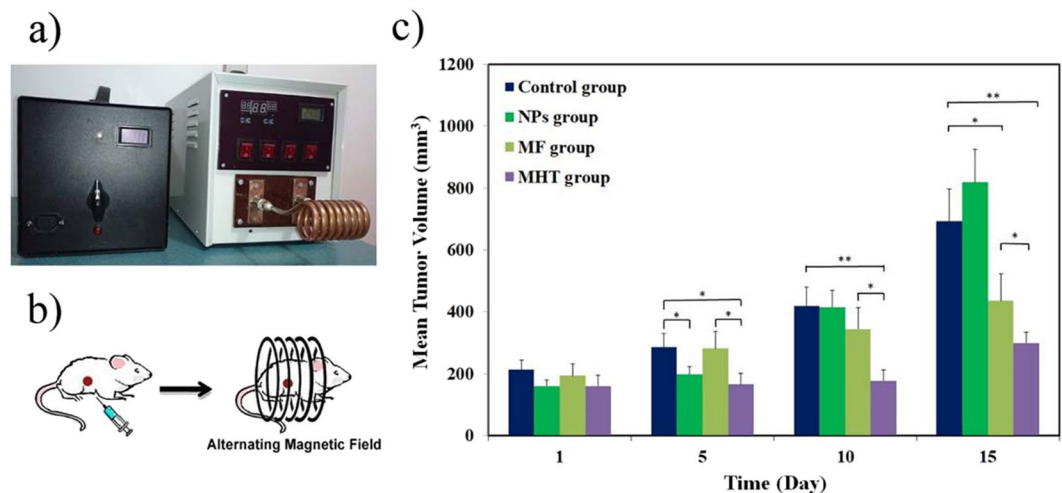 a)
b)
Alternating Magnetic Field
c)
Mean Tumor Volume (mm³)
1200
1000
800
600
400
200
0
Control group
NPs group
MF group
MHT group
*
*
*
**
*
**
*
*
1
5
10
15
Time (Day)